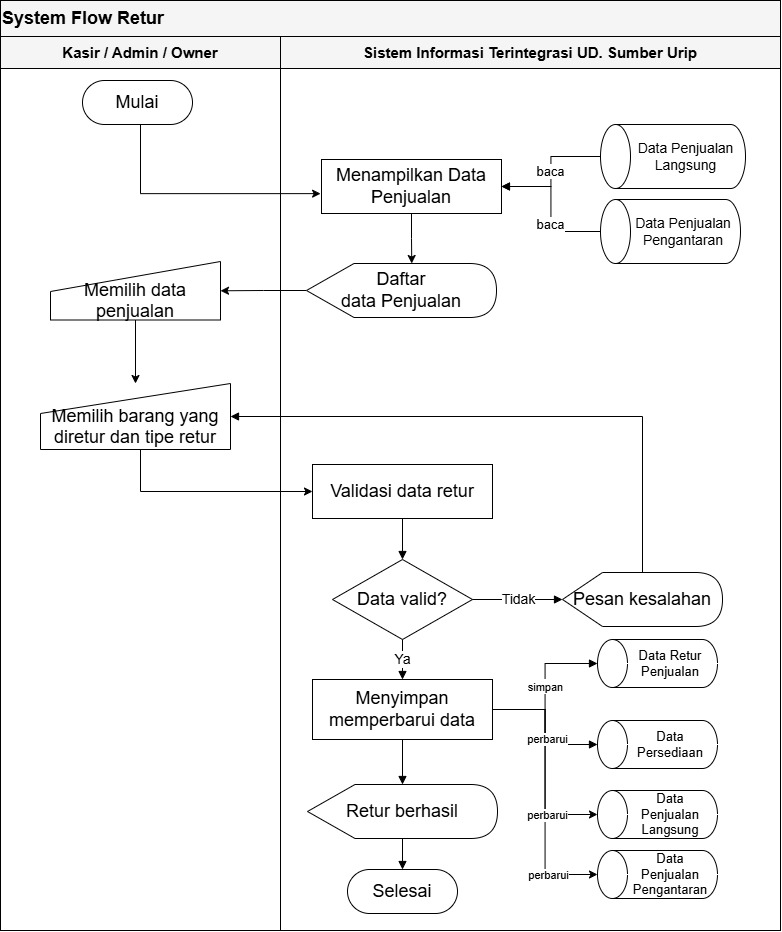 System Flow Retur
Kasir / Admin / Owner
Sistem Informasi Terintegrasi UD. Sumber Urip
Mulai
Menampilkan Data
Penjualan
baca
baca
Data Penjualan
Langsung
Data Penjualan
Pengantaran
Daftar
data Penjualan
Memilih data
penjualan
Memilih barang yang
diretur dan tipe retur
Validasi data retur
Data valid?
Tidak
Pesan kesalahan
Ya
Menyimpan
memperbarui data
simpan
Data Retur
Penjualan
perbarui
Data
Persediaan
perbarui
Data
Penjualan
Langsung
perbarui
Data
Penjualan
Pengantaran
Retur berhasil
Selesai